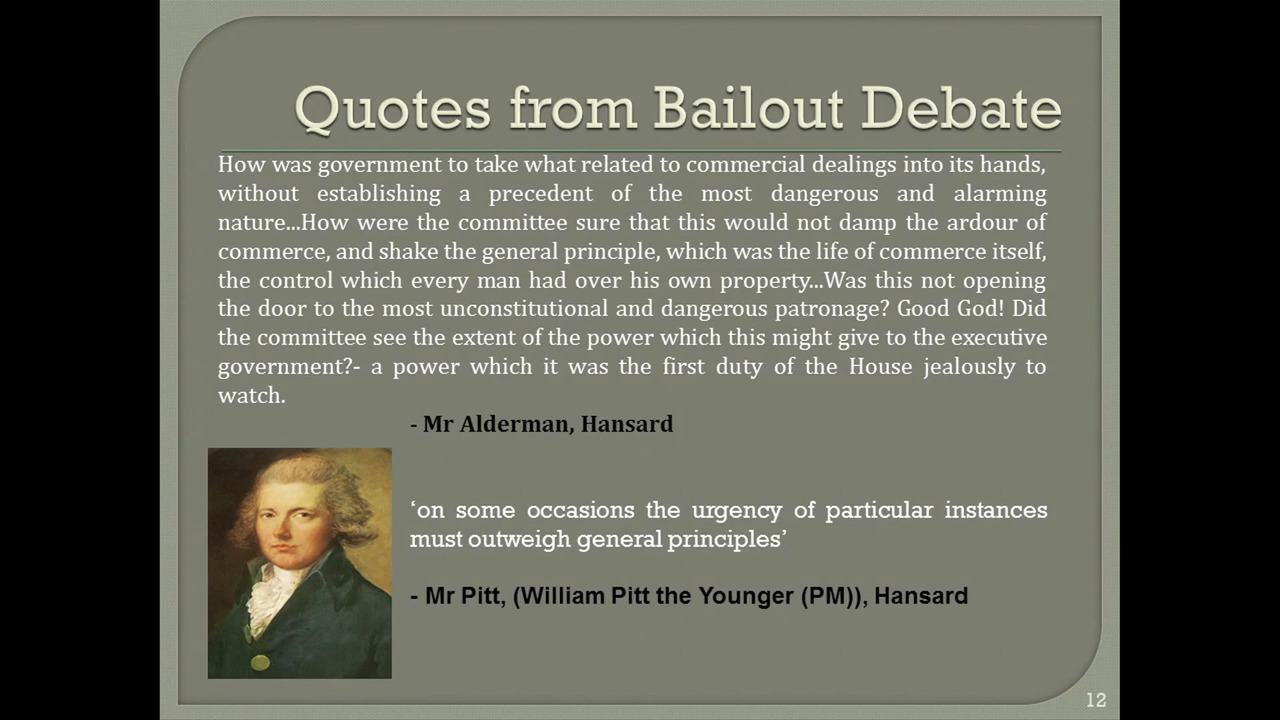 Quotes from Bailout Debate
How was government to take what related to commercial dealings into its hands,
without establishing a precedent of the most dangerous and alarming
nature...How were the committee sure that this would not damp the ardour of
commerce, and shake the general principle, which was the life of commerce itself,
the control which every man had over his own property...Was this not opening
the door to the most unconstitutional and dangerous patronage? Good God! Did
the committee see the extent of the power which this might give to the executive
government?- a power which it was the first duty of the House jealously to
watch.
- Mr Alderman, Hansard
‘on some occasions the urgency of particular instances
must outweigh general principles’
- Mr Pitt, (William Pitt the Younger (PM)), Hansard
12